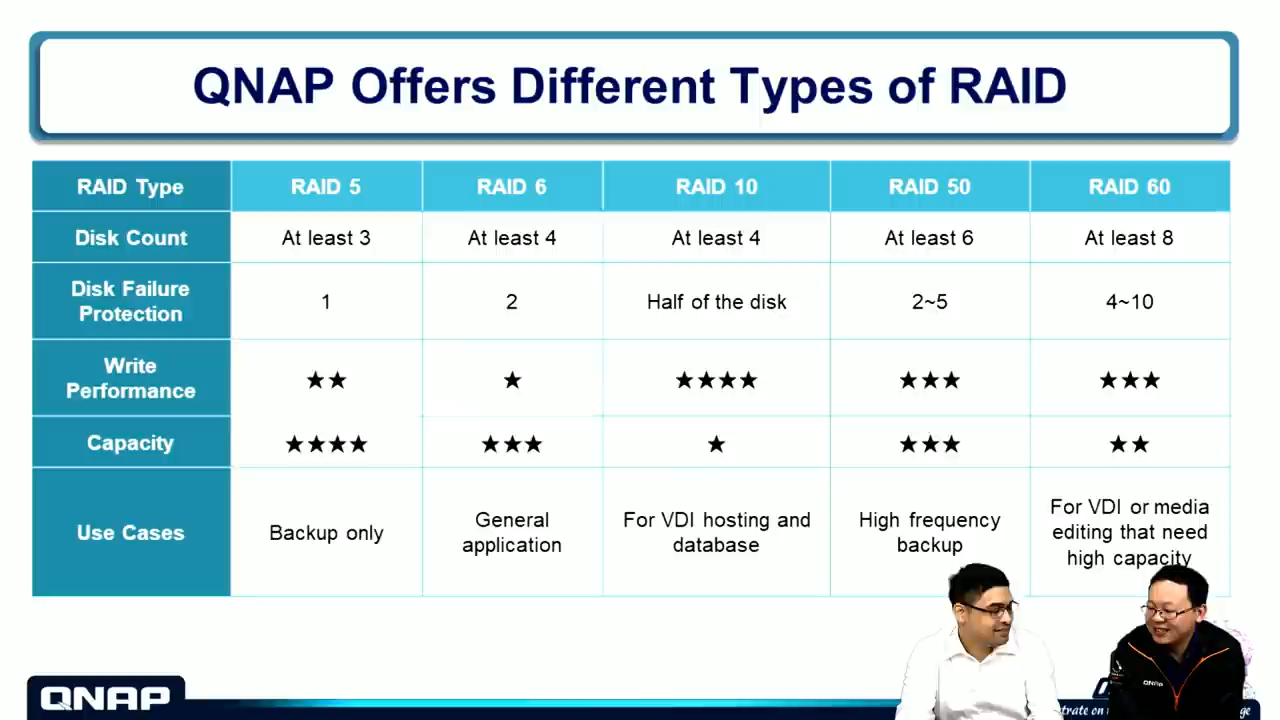 QNAP Offers Different Types of RAID
RAID Type RAID 5 RAID 6 RAID 10 RAID 50 RAID 60
Disk Count At least 3 At least 4 At least 4 At least 6 At least 8
Disk Failure
Protection 1 2 Half of the disk 2~5 4~10
Write
Performance ★★ ★ ★★★★ ★★★ ★★★
Capacity ★★★★ ★★★ ★ ★★★ ★★
Use Cases
Backup only
General
application
For VDI hosting and
database
High frequency
backup
For VDI or media
editing that need
high capacity
QNAP
QNAP